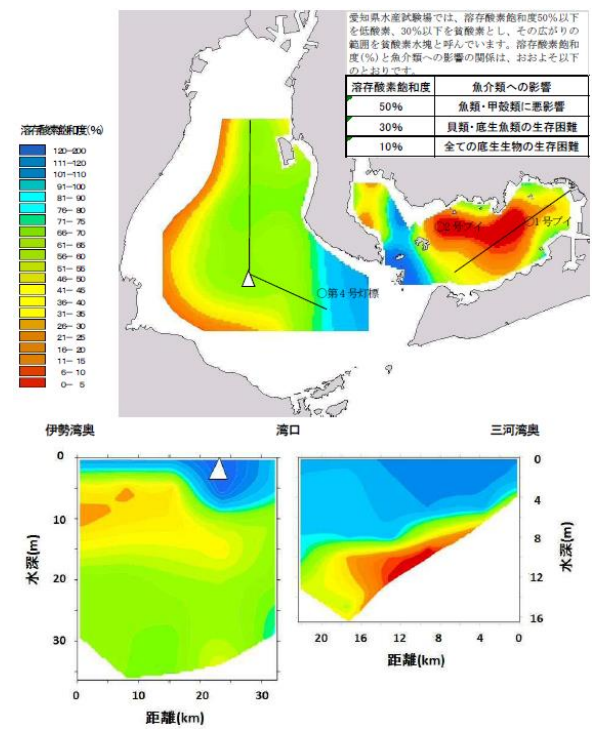 愛知県水産試験場では、溶存酸素飽和度50%以下
を低酸素、30%以下を貧酸素とし、その広がりの
範囲を貧酸素水塊と呼んでいます。溶存酸素飽和
度(%)と魚介類への影響の関係は、おおよそ以下
のとおりです。
溶存酸素飽和度 魚介類への影響
50% 魚類・甲殻類に悪影響
30% 貝類・底生魚類の生存困難
10% 全ての底生生物の生存困難
溶存酸素飽和度(%)
120-200
111-120
101-110
91-100
81-90
76-80
71-75
66-70
61-65
56-60
51-55
46-50
41-45
36-40
31-35
26-30
21-25
16-20
11-15
6-10
0-5
○2号ブイ
○1号ブイ
○第4号灯標
伊勢湾奥 湾口 三河湾奥
0
10
20
30
水深(m)
0 10 20 30
距離(km)
0
4
8
12
16
水深(m)
20 16 12 8 4 0
距離(km)